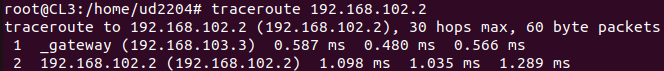 root@CL3:/home/ud2204# traceroute 192.168.102.2
traceroute to 192.168.102.2 (192.168.102.2), 30 hops max, 60 byte packets
 1  _gateway (192.168.103.3)  0.587 ms  0.480 ms  0.566 ms
 2  192.168.102.2 (192.168.102.2)  1.098 ms  1.035 ms  1.289 ms